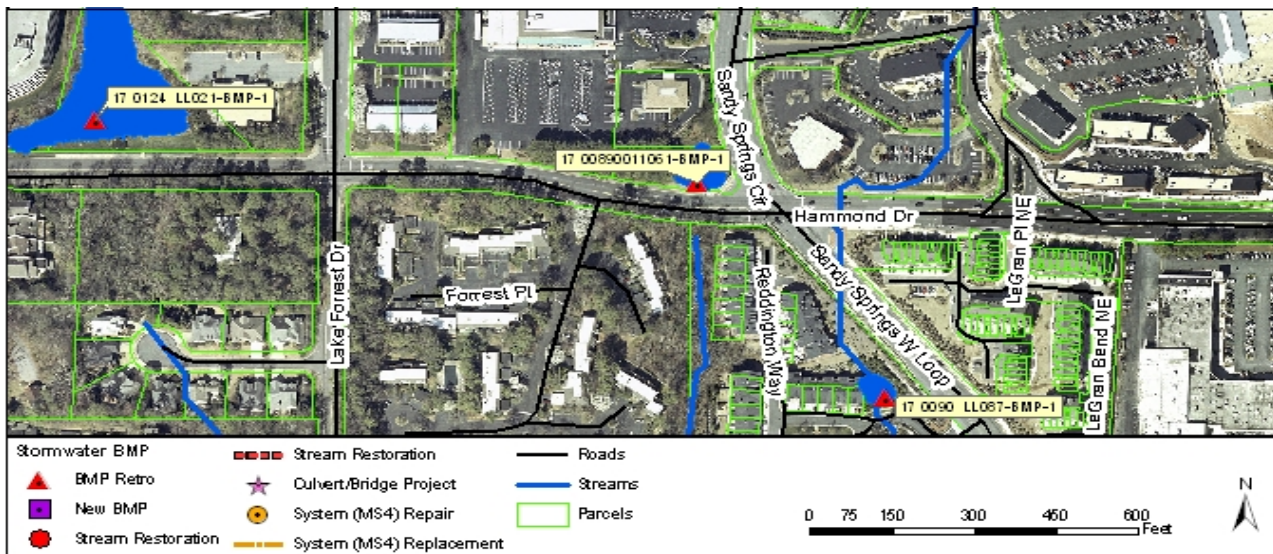 17 0124 LL021-BMP-1
17 00890011061-BMP-1
Sandy Springs Cir
Hammond Dr
Lake Forrest Dr
Forrest Pl
Reddington Way
Sandy Springs W Loop
LeGran Pl NE
LeGran Bend NE
17 0090 LL087-BMP-1
Stormwater BMP
BMP Retro
New BMP
Stream Restoration
Stream Restoration
Culvert/Bridge Project
System (MS4) Repair
System (MS4) Replacement
Roads
Streams
Parcels
N
0 75 150 300 450 600
Feet